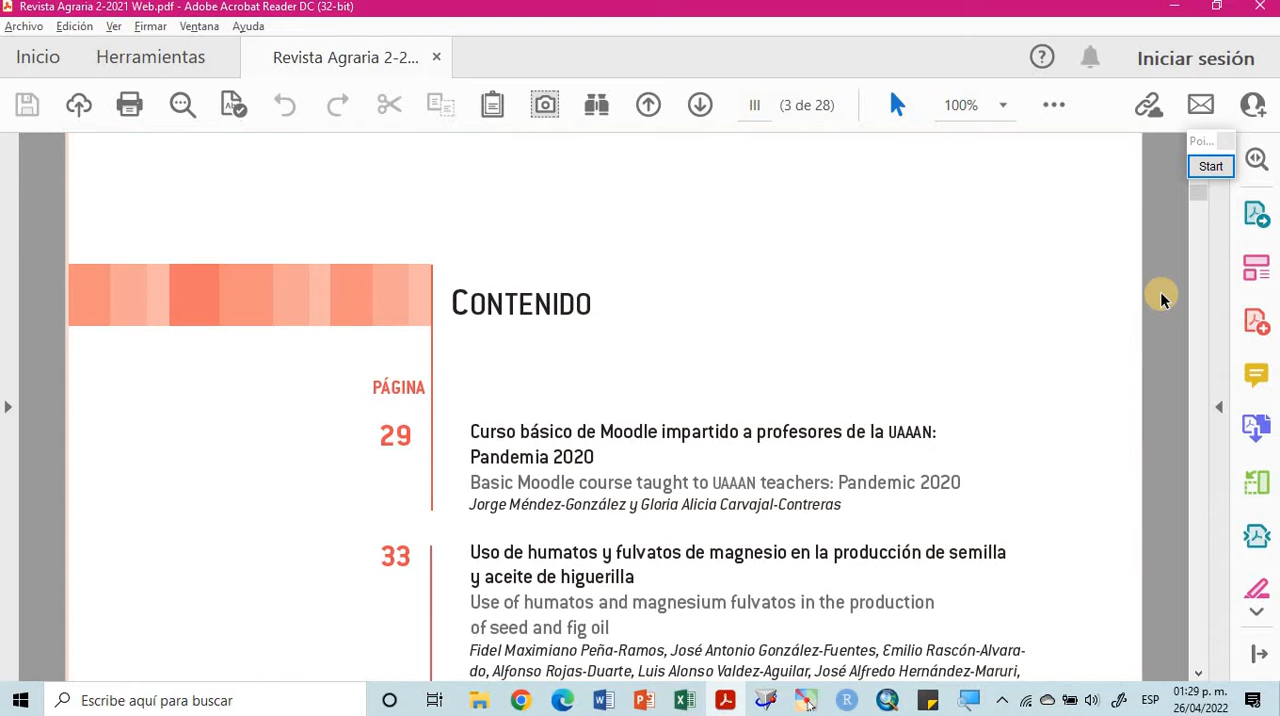 Revista Agraria 2-2021 Web.pdf - Adobe Acrobat Reader DC (32-bit)
Archivo Edición Ver Firmar Ventana Ayuda
Inicio Herramientas Revista Agraria 2-2... × Iniciar sesión
III (3 de 28) 100%
Poi...
Start
CONTENIDO
PÁGINA
29 Curso básico de Moodle impartido a profesores de la UAAAN:
Pandemia 2020
Basic Moodle course taught to UAAAN teachers: Pandemic 2020
Jorge Méndez-González y Gloria Alicia Carvajal-Contreras
33 Uso de humatos y fulvatos de magnesio en la producción de semilla
y aceite de higuerilla
Use of humatos and magnesium fulvatos in the production
of seed and fig oil
Fidel Maximiano Peña-Ramos, José Antonio González-Fuentes, Emilio Rascón-Alvara-
do, Alfonso Rojas-Duarte, Luis Alonso Valdez-Aguilar, José Alfredo Hernández-Maruri,
Escribe aquí para buscar
ESP
01:29 p. m.
26/04/2022